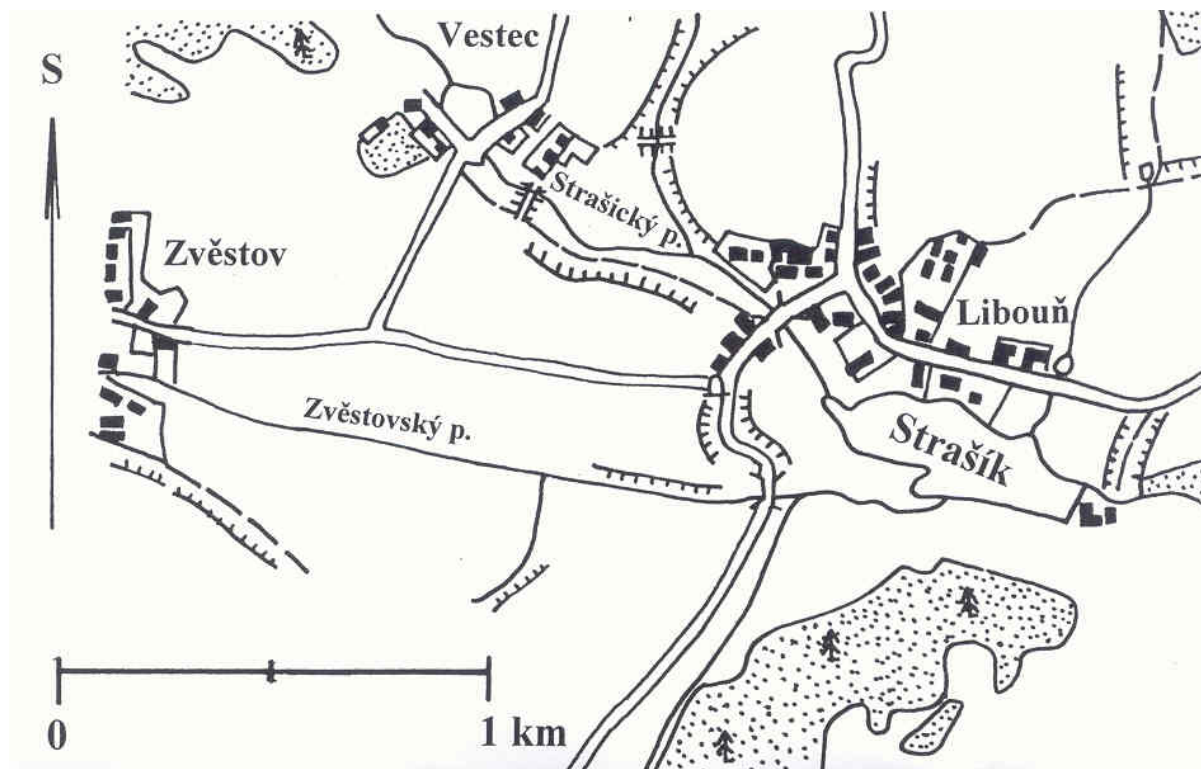 Vestec
S
Strašický p.
Zvěstov
Libouň
Zvěstovský p.
Strašík
0
1 km